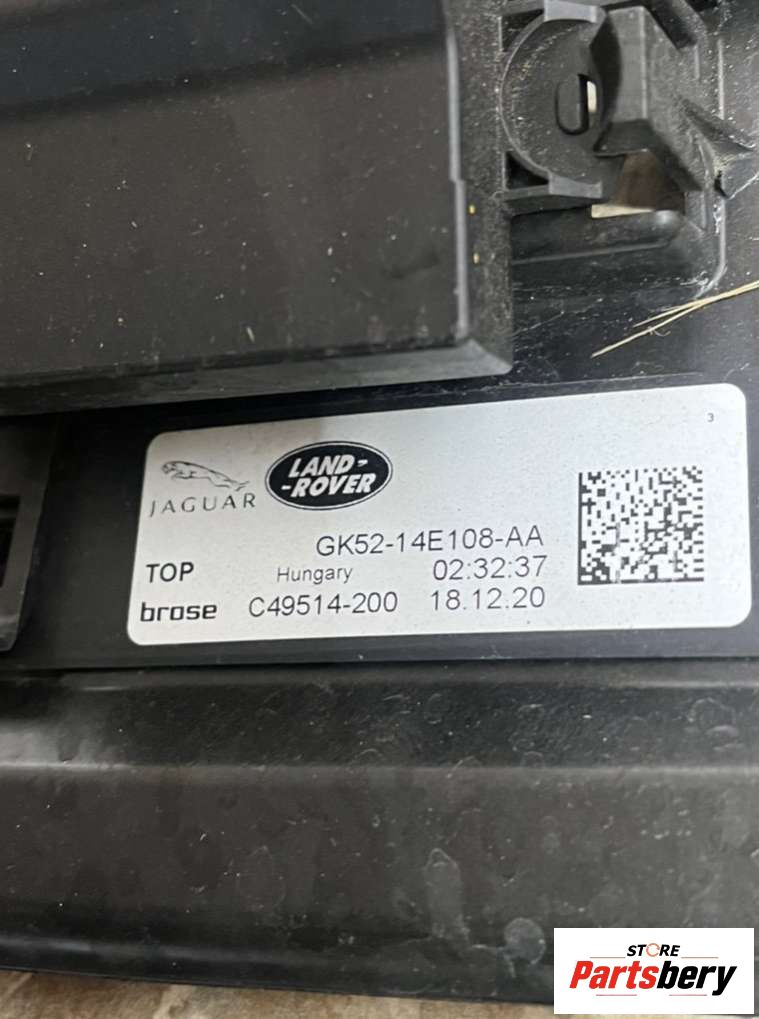 3
JAGUAR
LAND-
-ROVER
GK52-14E108-AA
TOP Hungary 02:32:37
brose C49514-200 18.12.20
STORE
Partsbery